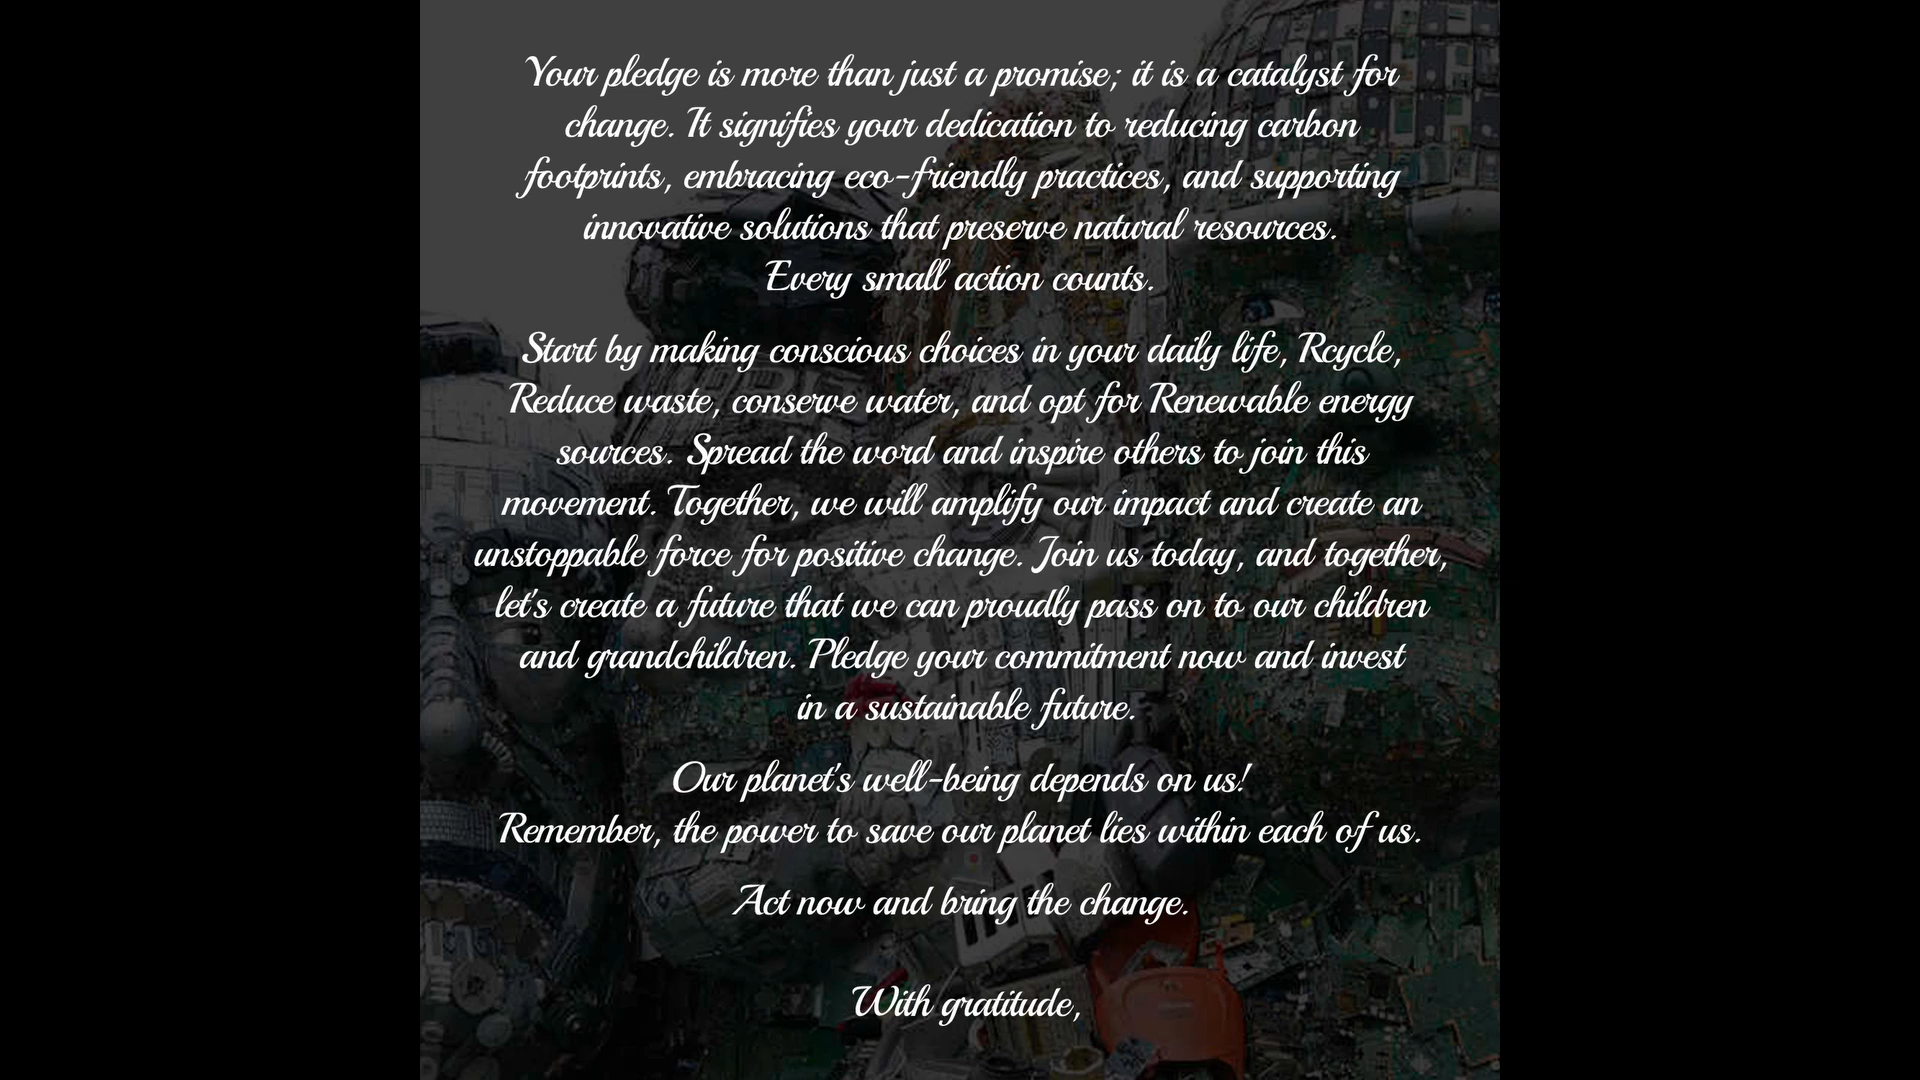 Your pledge is more than just a promise; it is a catalyst for
change. It signifies your dedication to reducing carbon
footprints, embracing eco-friendly practices, and supporting
innovative solutions that preserve natural resources.
Every small action counts.
Start by making conscious choices in your daily life, Rcycle,
Reduce waste, conserve water, and opt for Renewable energy
sources. Spread the word and inspire others to join this
movement. Together, we will amplify our impact and create an
unstoppable force for positive change. Join us today, and together,
let's create a future that we can proudly pass on to our children
and grandchildren. Pledge your commitment now and invest
in a sustainable future.
Our planet's well-being depends on us!
Remember, the power to save our planet lies within each of us.
Act now and bring the change.
With gratitude,